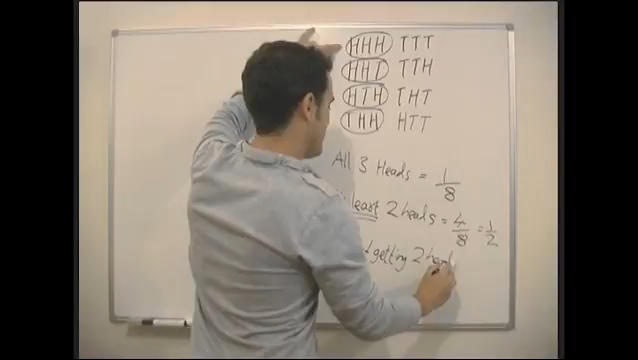 HHH TTT
HHT TTH
HTH THT
THH HTT
All 3 Heads = 1/8
least 2 heads = 4/8 = 1/2
getting 2